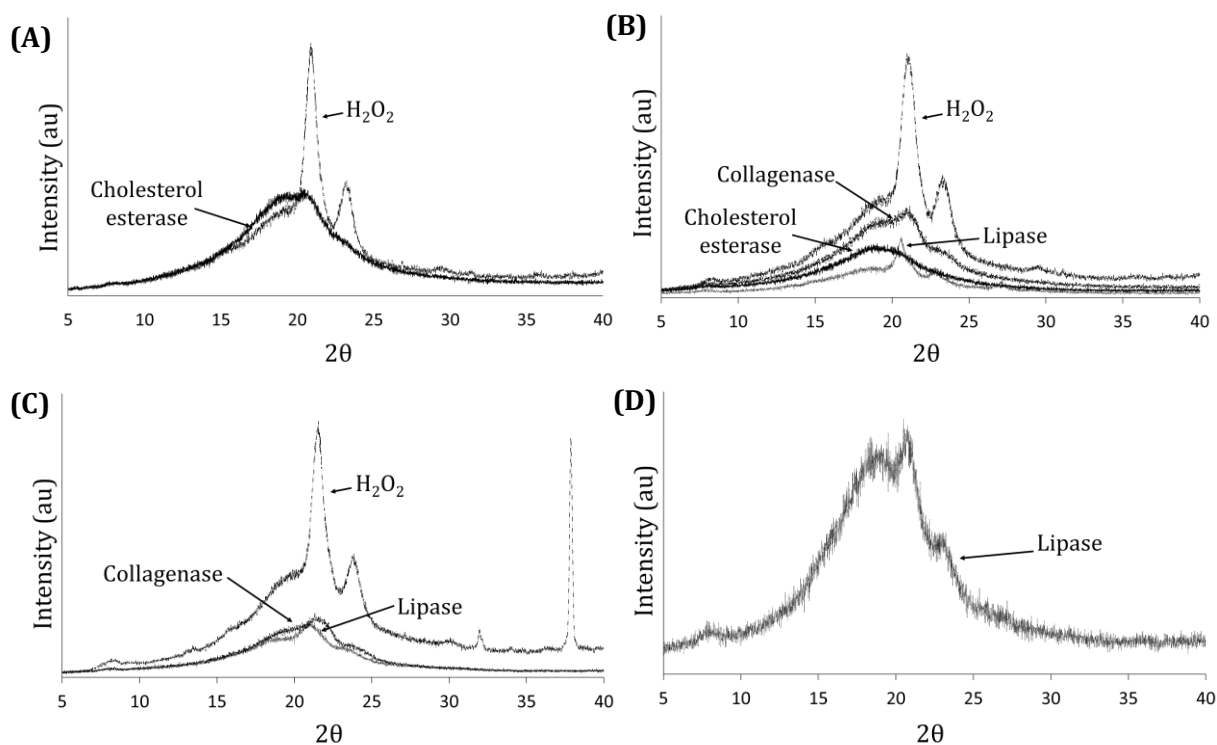 (A)
Intensity (au)
H₂O₂
Cholesterol
esterase
5 10 15 20 25 30 35 40
2θ
(B)
Intensity (au)
H₂O₂
Collagenase
Cholesterol
esterase
Lipase
5 10 15 20 25 30 35 40
2θ
(C)
Intensity (au)
H₂O₂
Collagenase
Lipase
5 10 15 20 25 30 35 40
2θ
(D)
Intensity (au)
Lipase
5 10 15 20 25 30 35 40
2θ